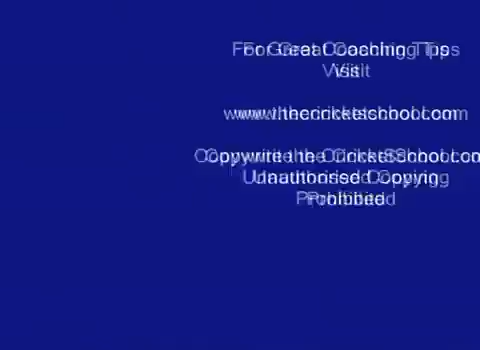 For Great Coaching Tips
Visit
www.thecricketschool.com
Copywrite the CricketSchool.com
Unauthorised Copying
Prohibited